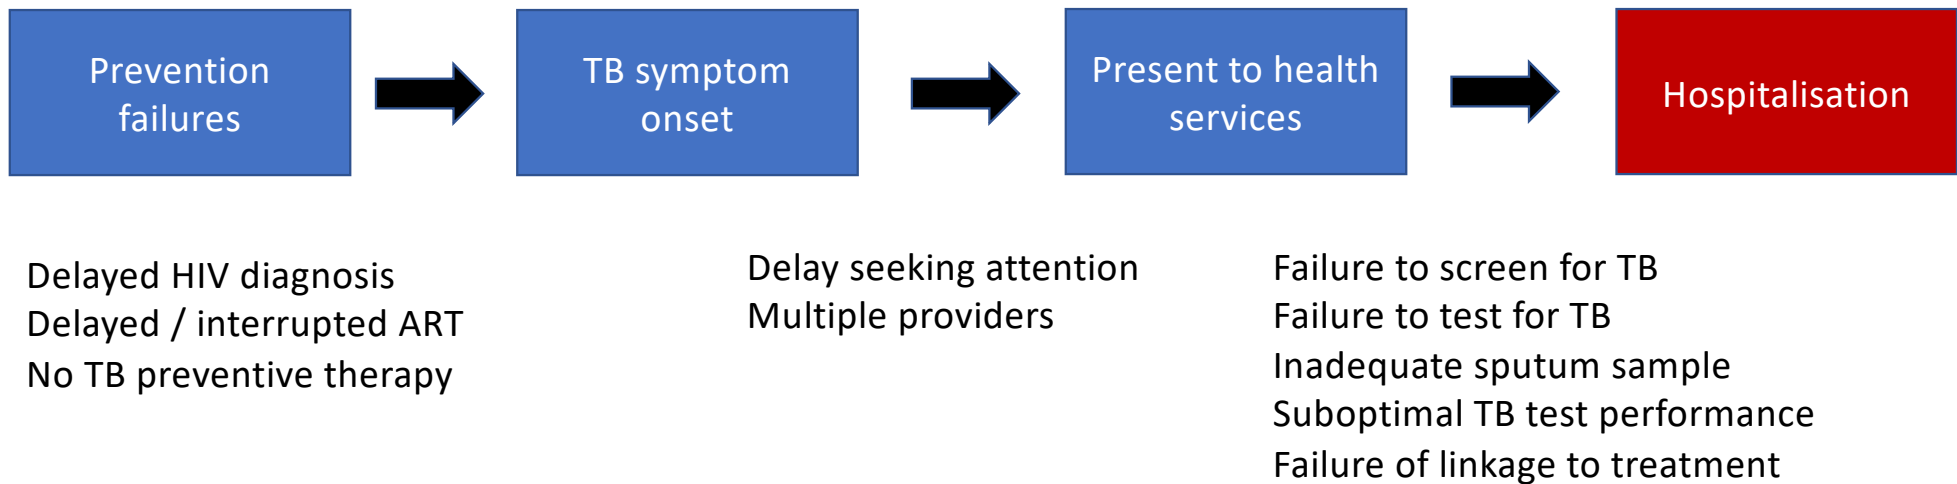 Prevention
failures
TB symptom
onset
Present to health
services
Hospitalisation
Delayed HIV diagnosis
Delayed / interrupted ART
No TB preventive therapy
Delay seeking attention
Multiple providers
Failure to screen for TB
Failure to test for TB
Inadequate sputum sample
Suboptimal TB test performance
Failure of linkage to treatment